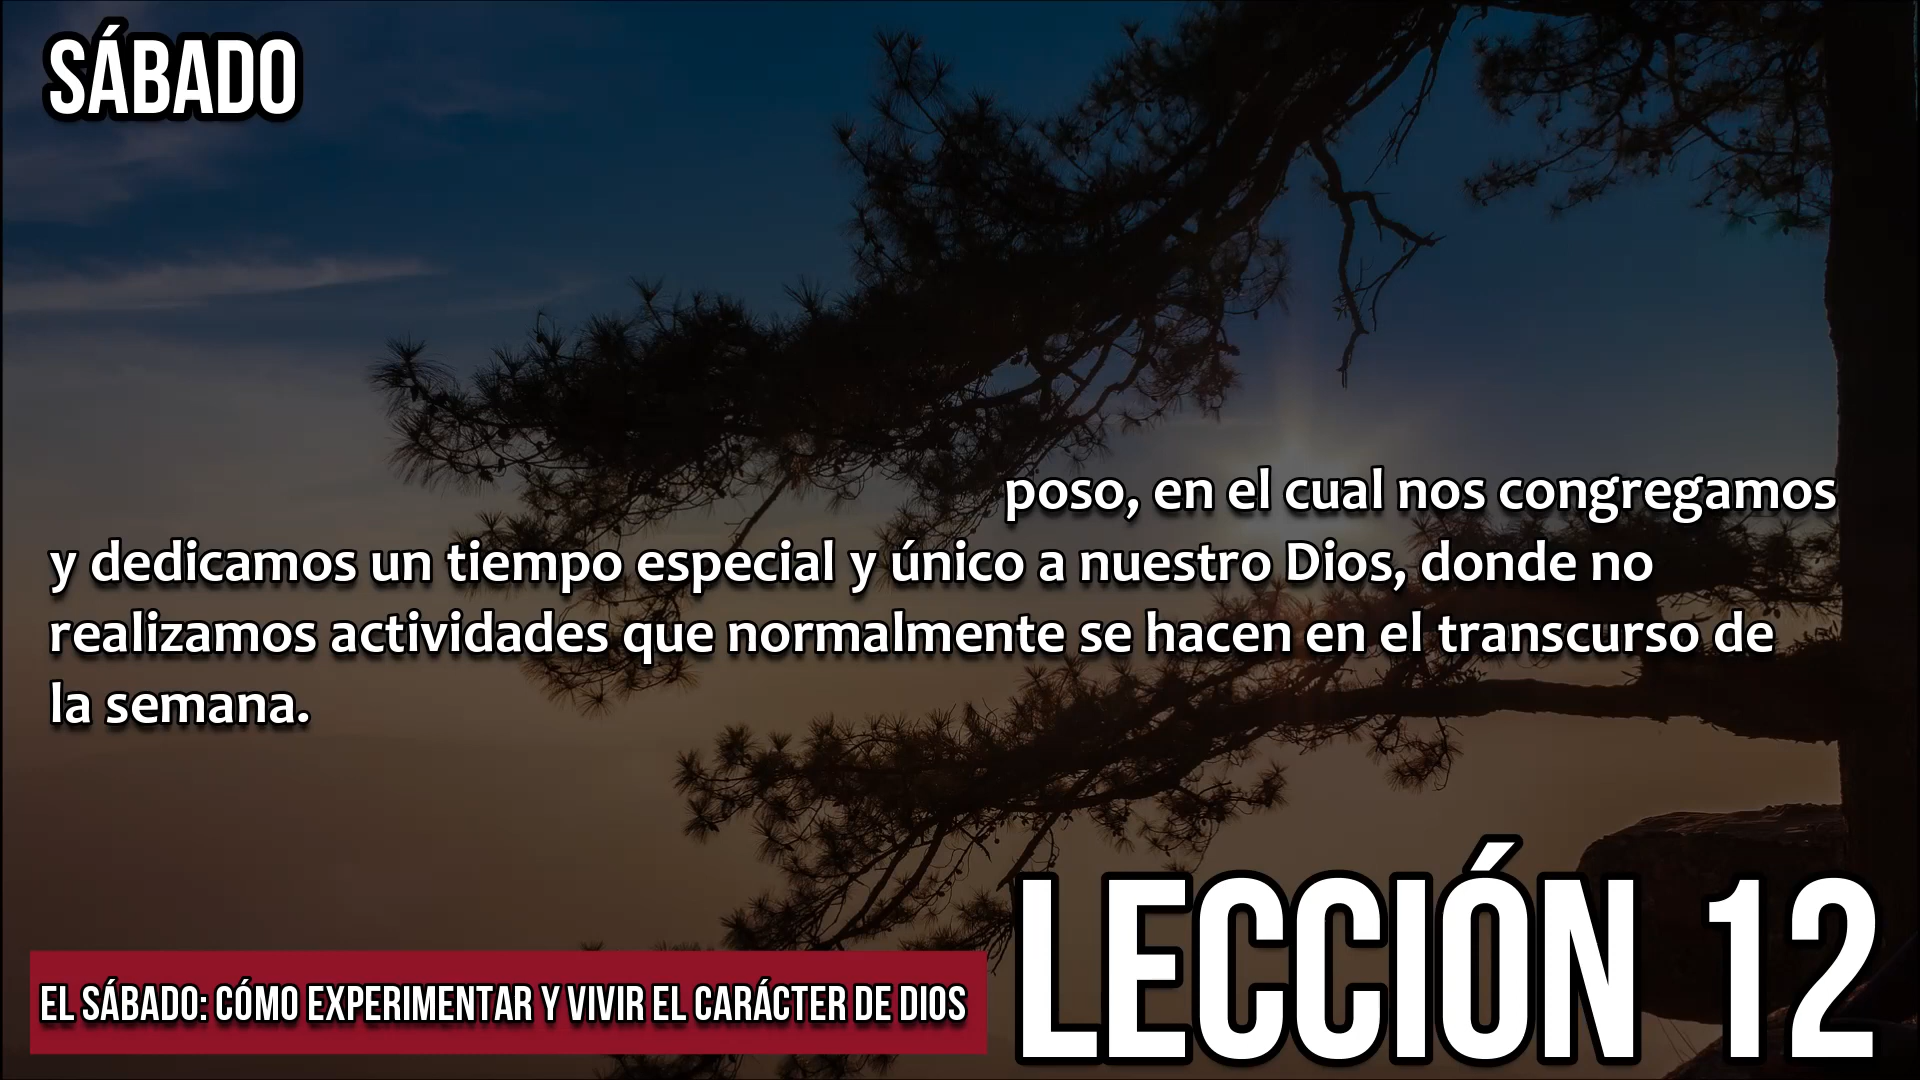 SÁBADO
poso, en el cual nos congregamos
y dedicamos un tiempo especial y único a nuestro Dios, donde no
realizamos actividades que normalmente se hacen en el transcurso de
la semana.
LECCIÓN 12
EL SÁBADO: CÓMO EXPERIMENTAR Y VIVIR EL CARÁCTER DE DIOS